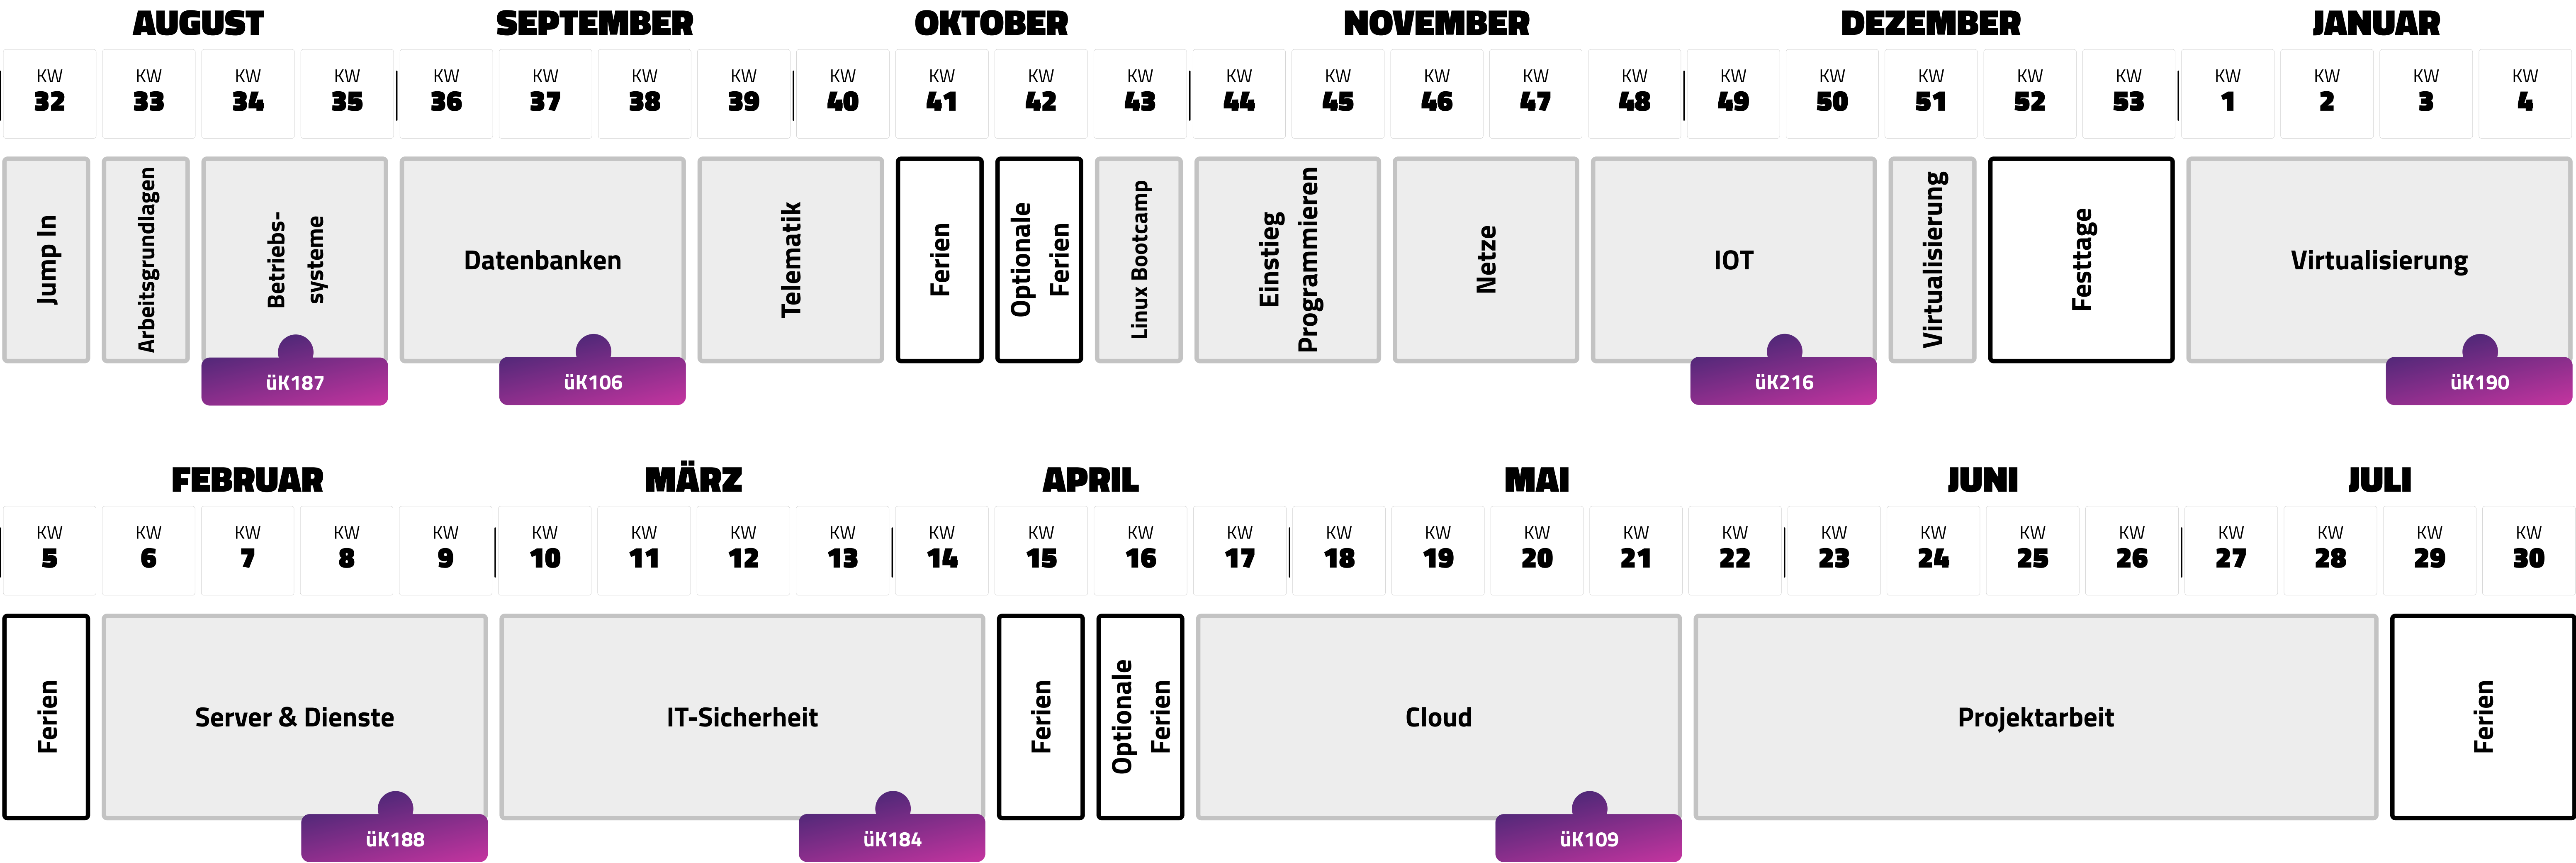 AUGUST SEPTEMBER OKTOBER NOVEMBER DEZEMBER JANUAR
KW KW KW KW KW KW KW KW KW KW KW KW KW KW KW KW KW KW KW KW KW KW KW KW KW KW
32 33 34 35 36 37 38 39 40 41 42 43 44 45 46 47 48 49 50 51 52 53 1 2 3 4
Jump In
Arbeitsgrundlagen
Betriebs-
systeme
Datenbanken
Telematik
Ferien
Optionale
Ferien
Linux Bootcamp
Einstieg
Programmieren
Netze
IOT
Virtualisierung
Festtage
Virtualisierung
üK187 üK106 üK216 üK190
FEBRUAR MÄRZ APRIL MAI JUNI JULI
KW KW KW KW KW KW KW KW KW KW KW KW KW KW KW KW KW KW KW KW KW KW KW KW KW KW
5 6 7 8 9 10 11 12 13 14 15 16 17 18 19 20 21 22 23 24 25 26 27 28 29 30
Ferien
Server & Dienste
IT-Sicherheit
Ferien
Optionale
Ferien
Cloud
Projektarbeit
Ferien
üK188 üK184 üK109